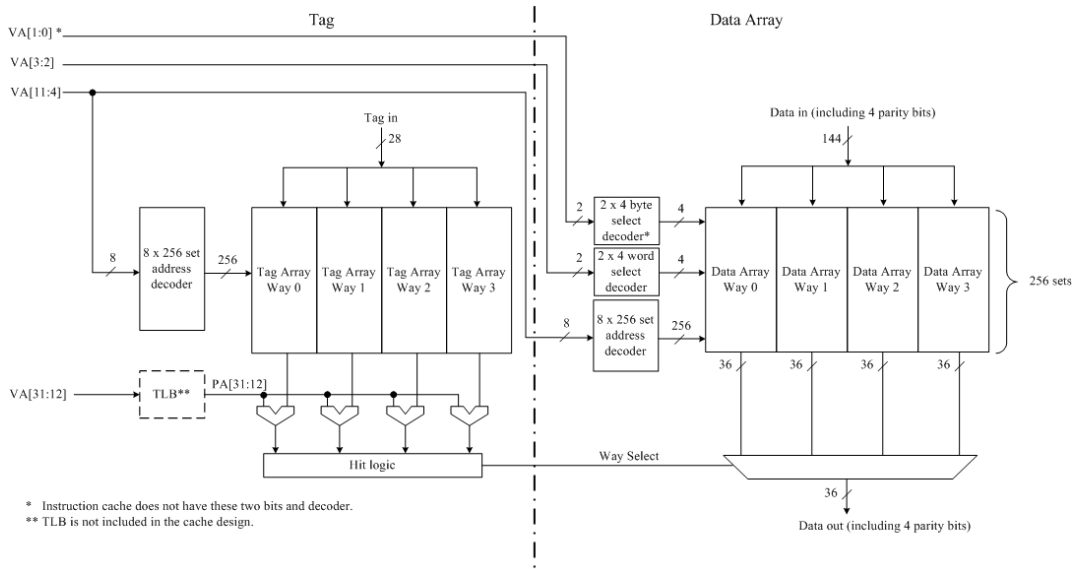 Tag
Data Array
VA[1:0] *
VA[3:2]
VA[11:4]
Tag in
28
8
8 x 256 set
address
decoder
256
Tag Array
Way 0
Tag Array
Way 1
Tag Array
Way 2
Tag Array
Way 3
VA[31:12]
TLB**
PA[31:12]
Hit logic
Way Select
Data in (including 4 parity bits)
144
2
2 x 4 byte
select
decoder*
4
2
2 x 4 word
select
decoder
4
8
8 x 256 set
address
decoder
256
Data Array
Way 0
Data Array
Way 1
Data Array
Way 2
Data Array
Way 3
256 sets
36
36
36
36
36
Data out (including 4 parity bits)
* Instruction cache does not have these two bits and decoder.
** TLB is not included in the cache design.